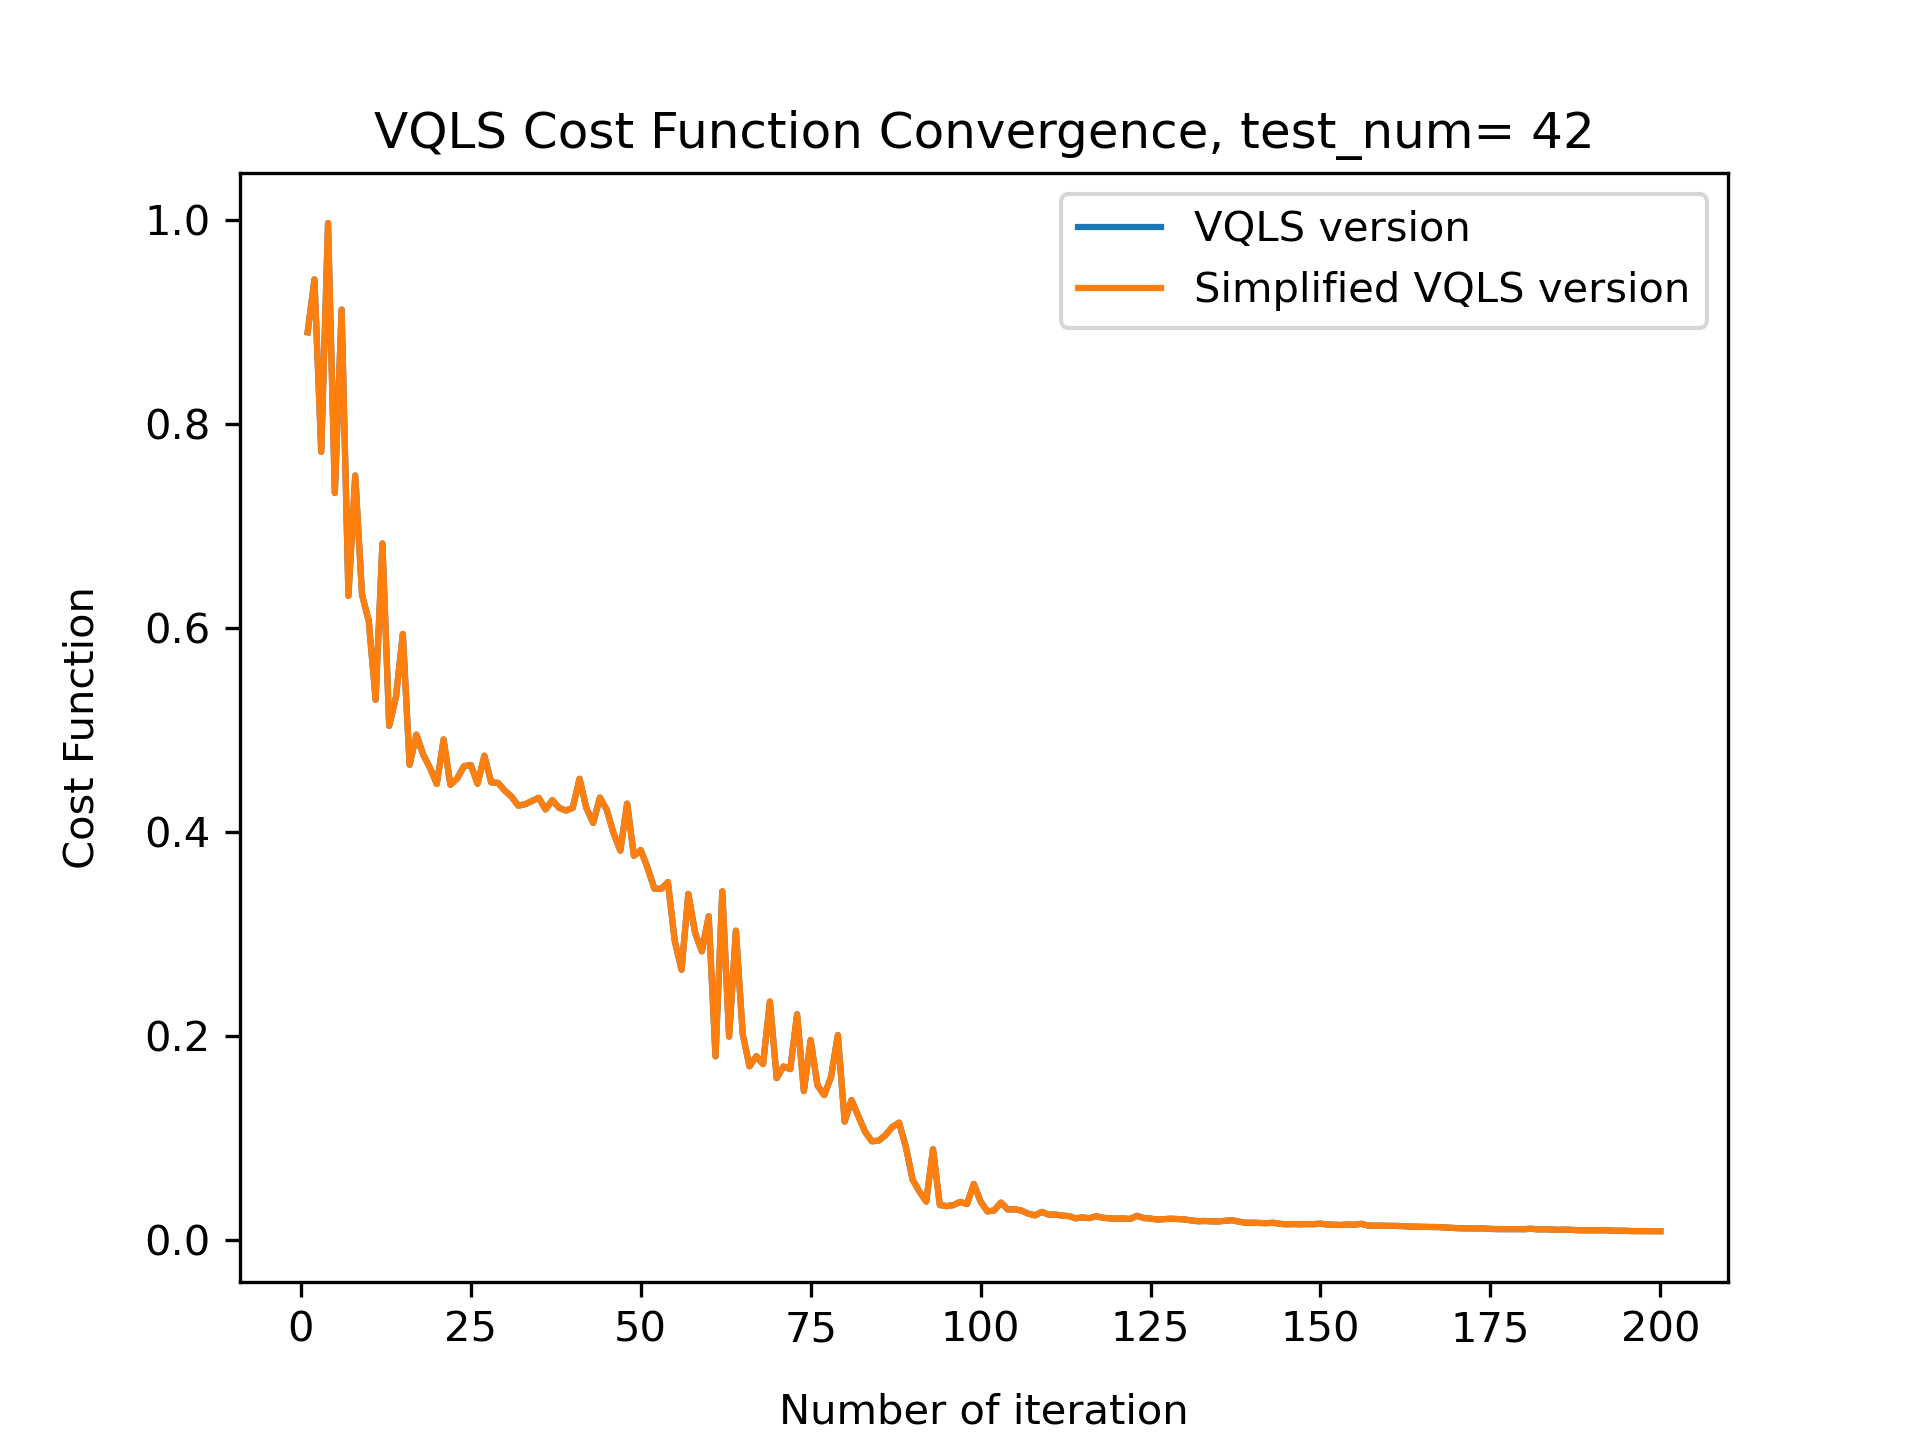 VQLS Cost Function Convergence, test_num= 42
VQLS version
Simplified VQLS version
1.0
0.8
0.6
0.4
0.2
0.0
Cost Function
0 25 50 75 100 125 150 175 200
Number of iteration